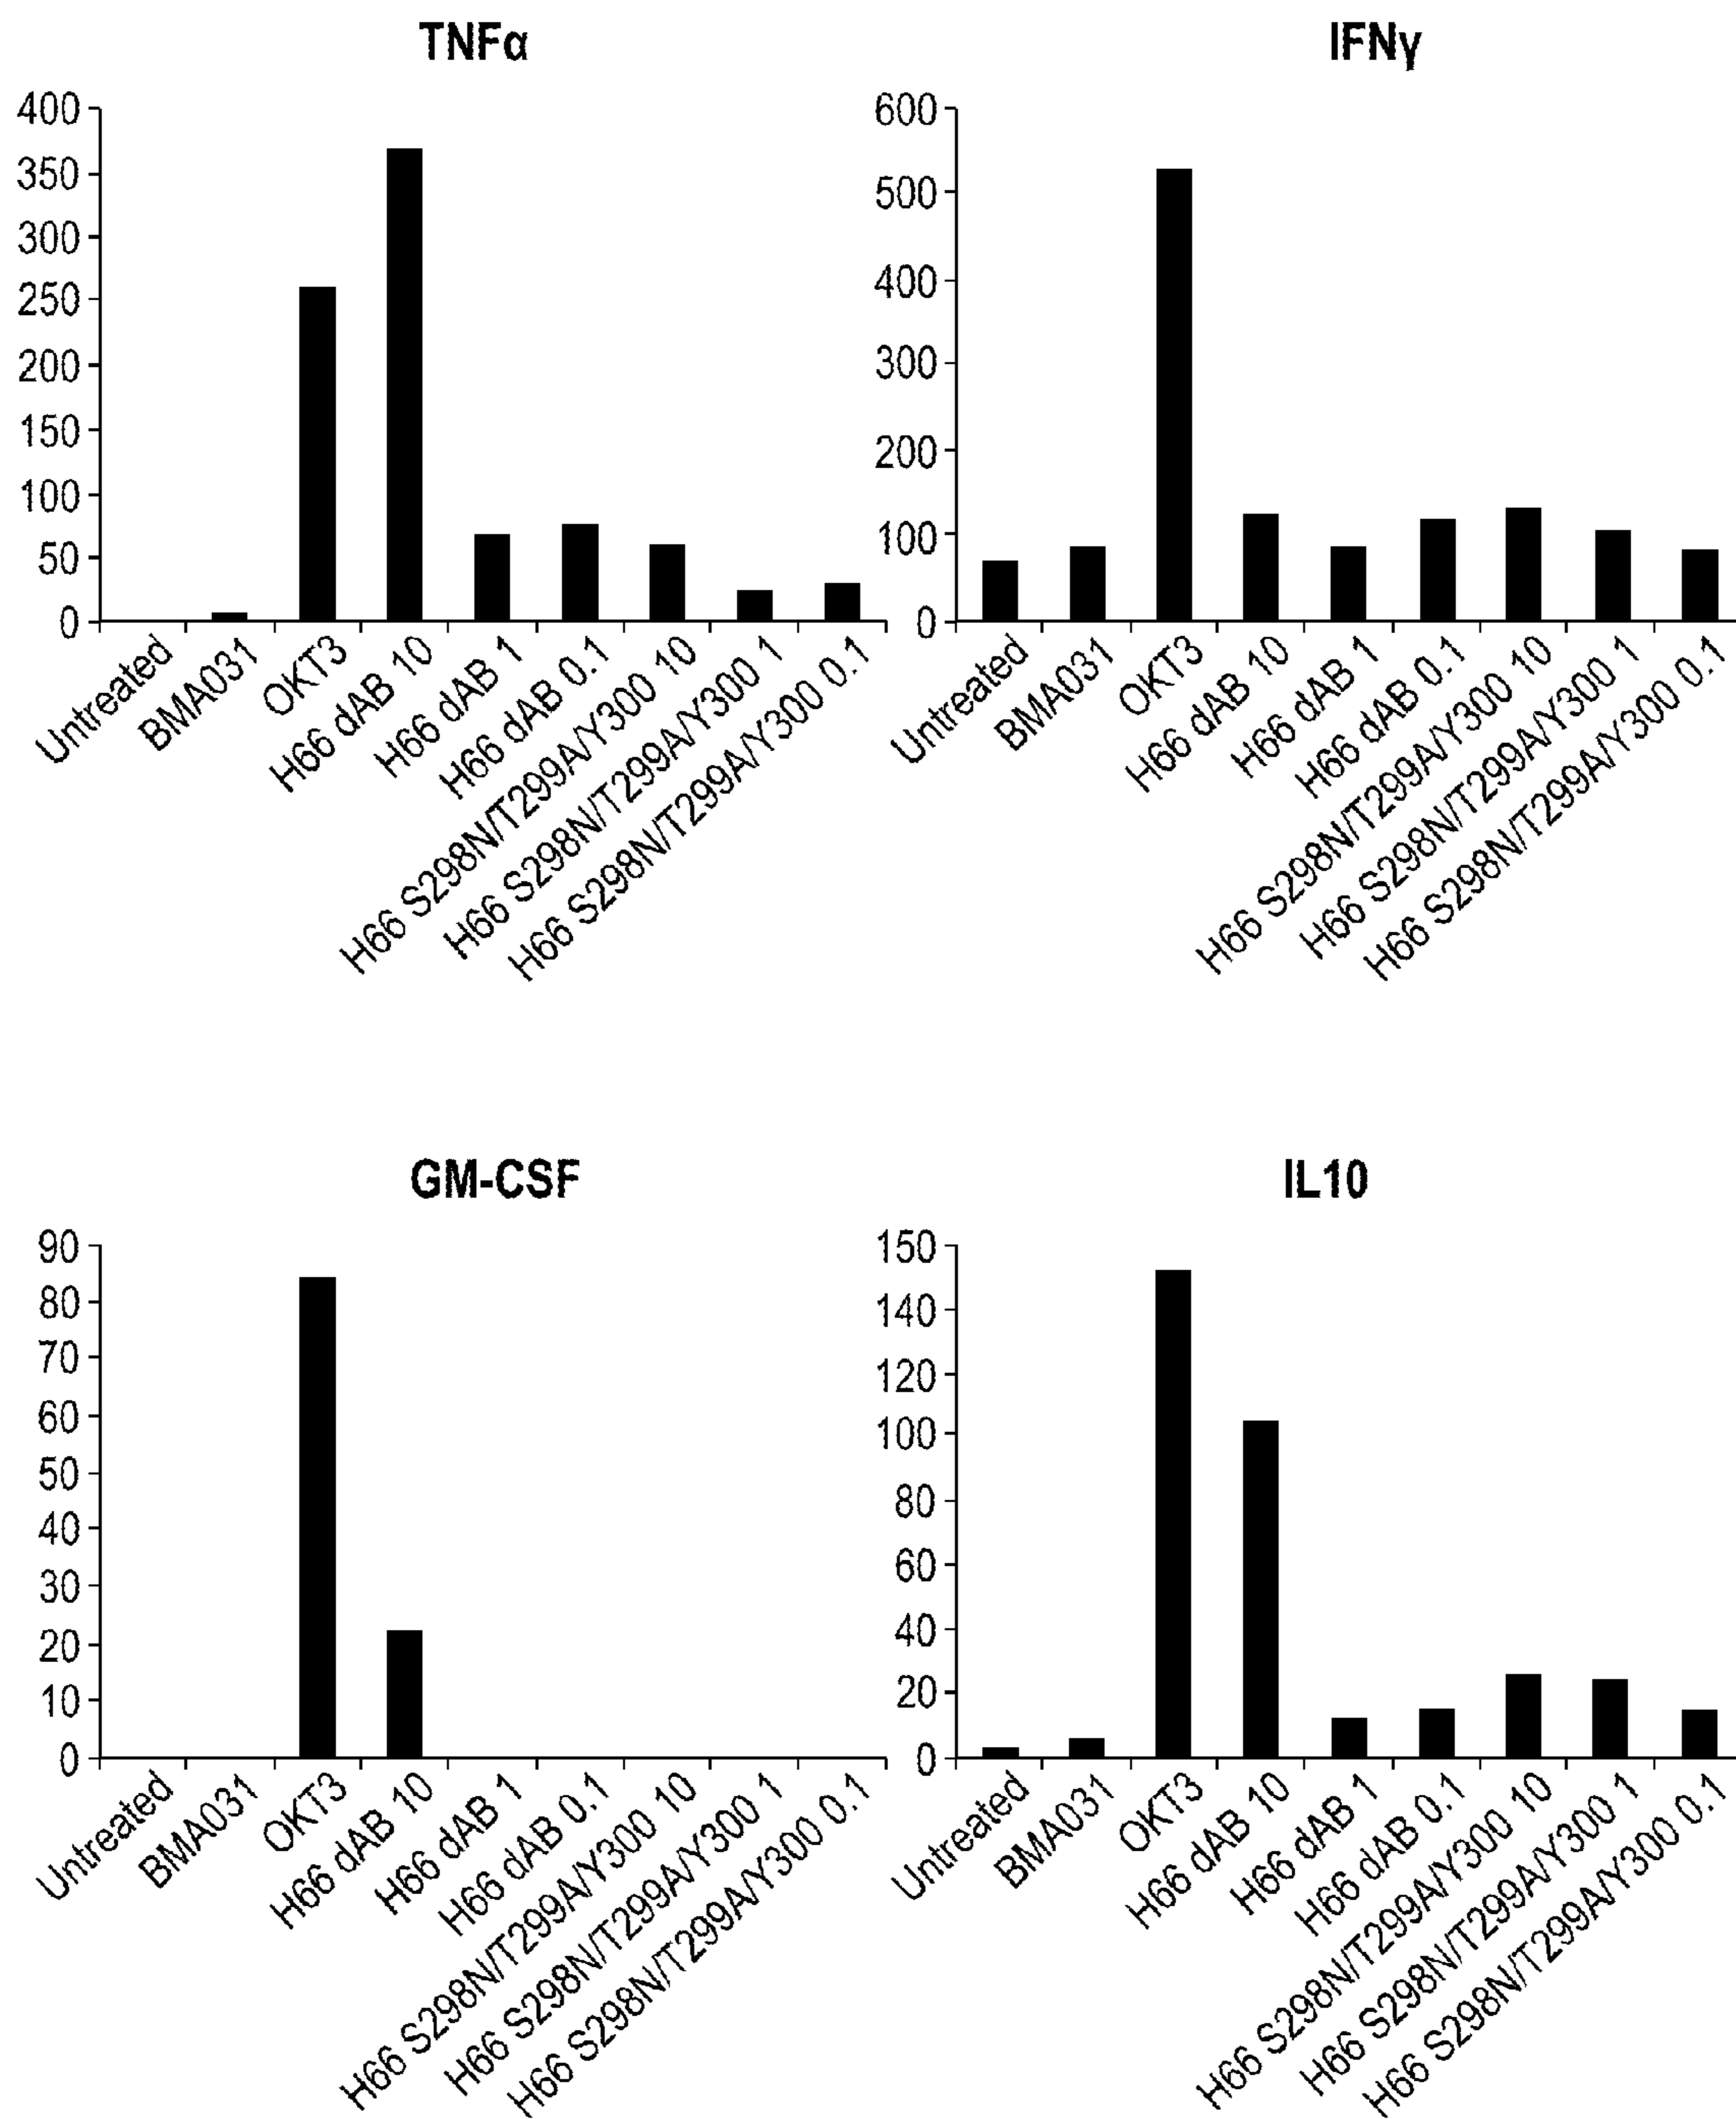 TNFα
400
350
300
250
200
150
100
50
0
Untreated
BMA031
OKT3
H66 dAB 10
H66 dAB 1
H66 dAB 0.1
H66 S298N/T299A/Y300 10
H66 S298N/T299A/Y300 1
H66 S298N/T299A/Y300 0.1
IFNγ
600
500
400
300
200
100
0
Untreated
BMA031
OKT3
H66 dAB 10
H66 dAB 1
H66 dAB 0.1
H66 S298N/T299A/Y300 10
H66 S298N/T299A/Y300 1
H66 S298N/T299A/Y300 0.1
GM-CSF
90
80
70
60
50
40
30
20
10
0
Untreated
BMA031
OKT3
H66 dAB 10
H66 dAB 1
H66 dAB 0.1
H66 S298N/T299A/Y300 10
H66 S298N/T299A/Y300 1
H66 S298N/T299A/Y300 0.1
IL10
150
140
120
100
80
60
40
20
0
Untreated
BMA031
OKT3
H66 dAB 10
H66 dAB 1
H66 dAB 0.1
H66 S298N/T299A/Y300 10
H66 S298N/T299A/Y300 1
H66 S298N/T299A/Y300 0.1